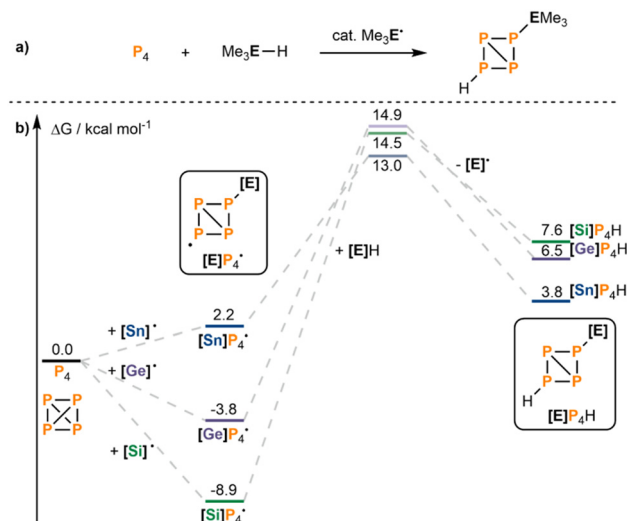 a) P4 + Me3E—H cat. Me3E• EMe3
P P
P P
H
b) ΔG / kcal mol-1
14.9
14.5
13.0
- [E]•
[E]
P P
P P
•
[E]P4•
+ [E]H
7.6 [Si]P4H
6.5 [Ge]P4H
3.8 [Sn]P4H
2.2
[Sn]P4•
+ [Sn]•
0.0
P4
+ [Ge]•
-3.8
[Ge]P4•
P P
P P
+ [Si]•
-8.9
[Si]P4•
[E]
P P
P P
H
[E]P4H